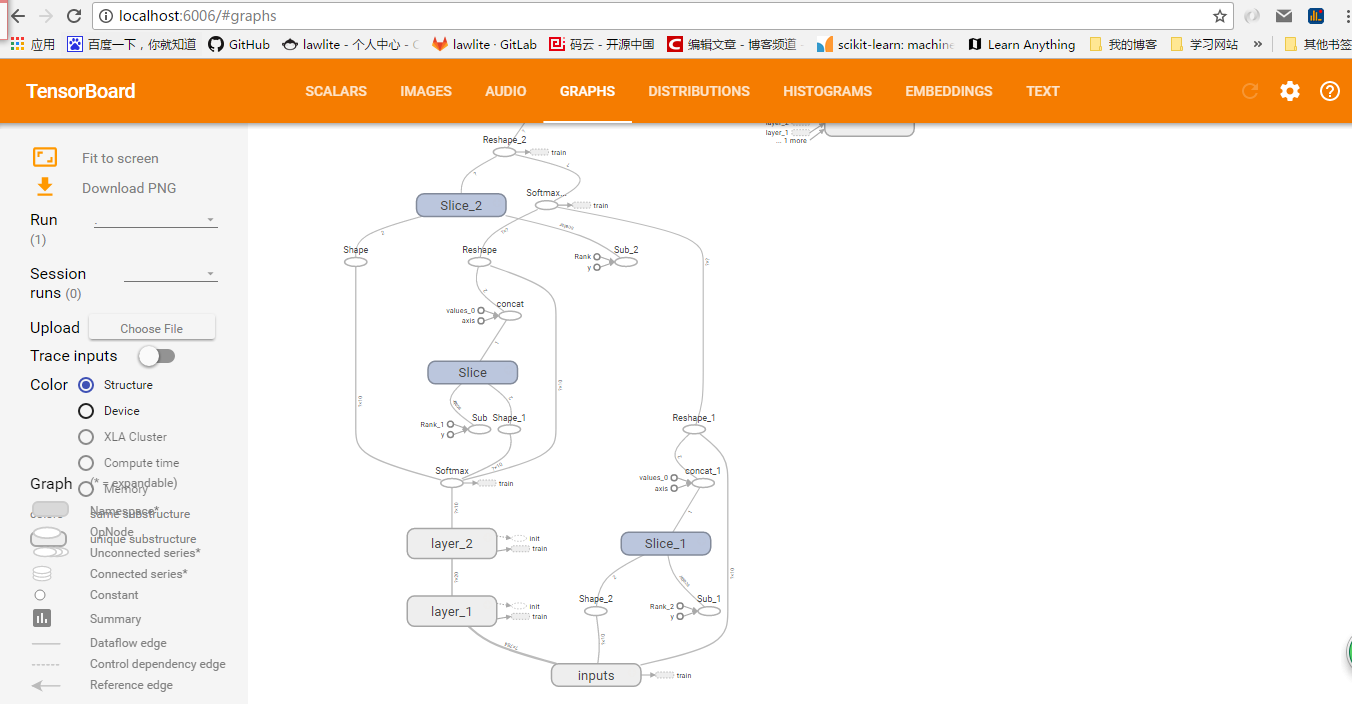 localhost:6006/#graphs
应用 百度一下，你就知道 GitHub lawlite - 个人中心 - lawlite · GitLab 码云 - 开源中国 编辑文章 - 博客频道 scikit-learn: machine Learn Anything 我的博客 学习网站 » 其他书签
TensorBoard SCALARS IMAGES AUDIO GRAPHS DISTRIBUTIONS HISTOGRAMS EMBEDDINGS TEXT
Fit to screen
Download PNG
Run
(1)
Session
runs (0)
Upload Choose File
Trace inputs
Color Structure
Device
XLA Cluster
Compute time
Memory
Graph (* = expandable)
Namespace*
same substructure
OpNode
unique substructure
Unconnected series*
Connected series*
Constant
Summary
Dataflow edge
Control dependency edge
Reference edge
layer_1
... 1 more
Reshape_2
train
Slice_2
Softmax...
train
Shape
Reshape
Sub_2
Rank
y
concat
values_0
axis
Slice
Sub
Shape_1
Rank_1
y
Reshape_1
Softmax
train
concat_1
values_0
axis
layer_2
init
train
Slice_1
layer_1
init
train
Shape_2
Sub_1
Rank_2
y
inputs
train